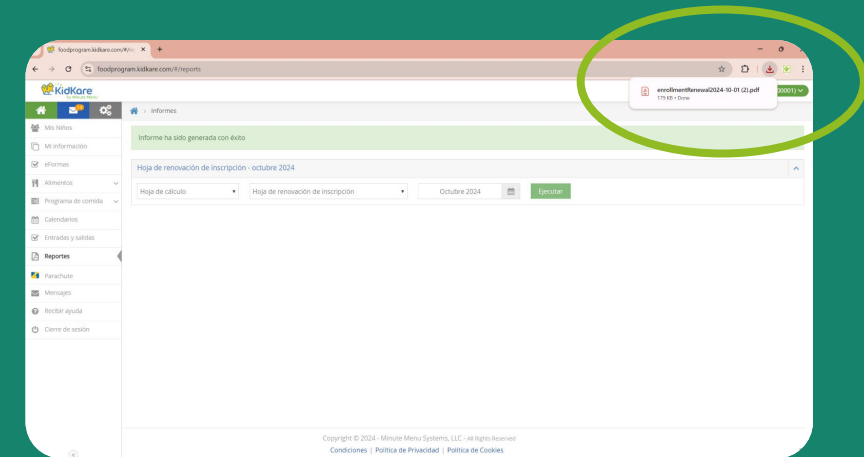 foodprogram.kidkare.com/#/re
foodprogram.kidkare.com/#/reports
enrollmentRenewal2024-10-01 (2).pdf
179 KB • Done
KidKare
by Minute Menu
00001)
Informes
Mis Niños
Mi información
eFormas
Alimentos
Programa de comida
Calendarios
Entradas y salidas
Reportes
Parachute
Mensajes
Recibir ayuda
Cierre de sesión
Informe ha sido generada con éxito
Hoja de renovación de inscripción - octubre 2024
Hoja de cálculo Hoja de renovación de inscripción Octubre 2024 Ejecutar
Copyright © 2024 - Minute Menu Systems, LLC - All Rights Reserved
Condiciones | Política de Privacidad | Política de Cookies